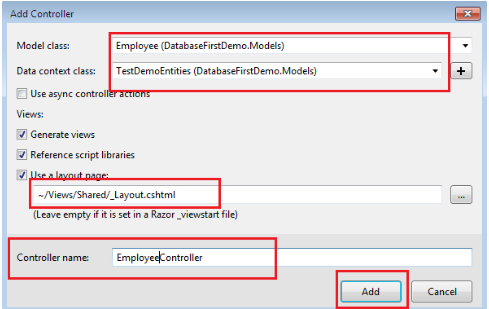 Add Controller
Model class: Employee (DatabaseFirstDemo.Models)
Data context class: TestDemoEntities (DatabaseFirstDemo.Models) +
Use async controller actions
Views:
Generate views
Reference script libraries
Use a layout page:
~/Views/Shared/_Layout.cshtml ...
(Leave empty if it is set in a Razor _viewstart file)
Controller name: EmployeeController
Add Cancel